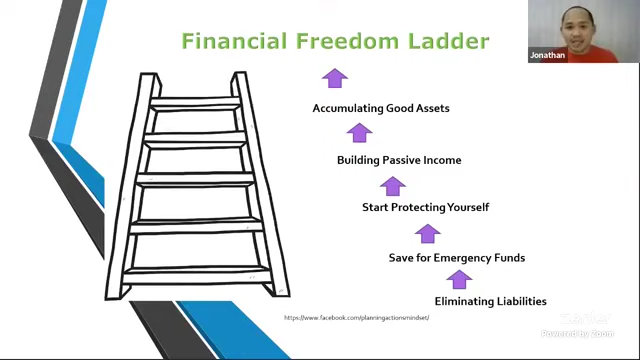 Financial Freedom Ladder
Jonathan
Accumulating Good Assets
Building Passive Income
Start Protecting Yourself
Save for Emergency Funds
Eliminating Liabilities
https://www.facebook.com/planningactionsmindset/
Powered by Zoom